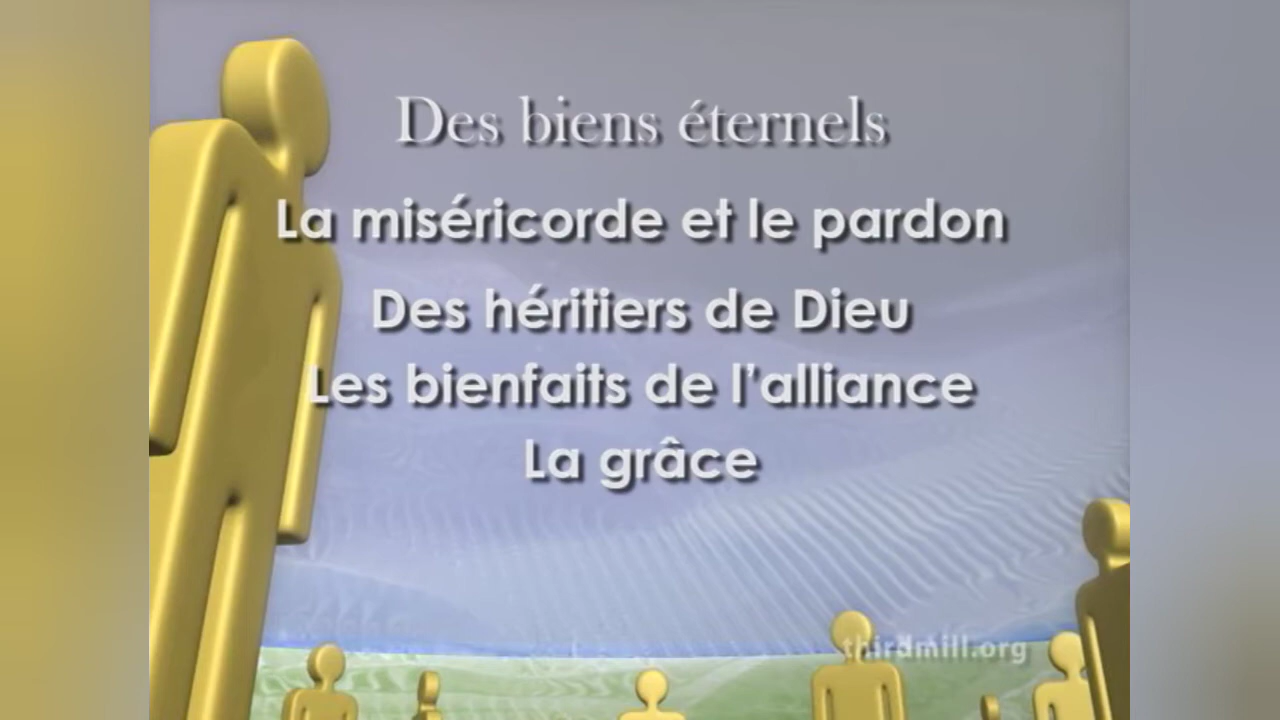 Des biens éternels
La miséricorde et le pardon
Des héritiers de Dieu
Les bienfaits de l’alliance
La grâce
thirdmill.org